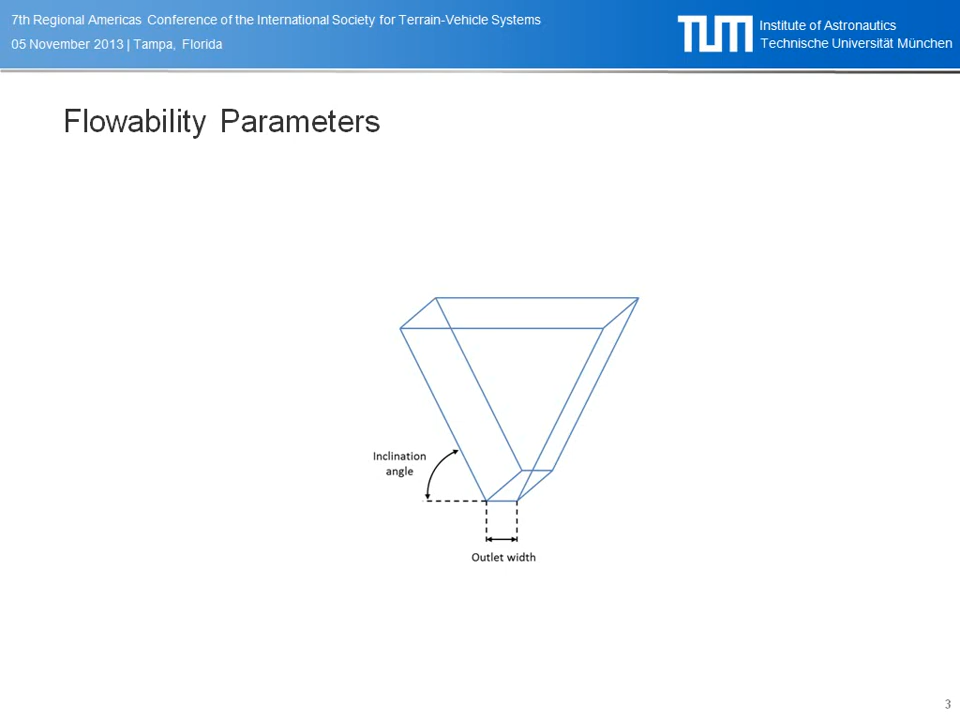 7th Regional Americas Conference of the International Society for Terrain-Vehicle Systems
05 November 2013 | Tampa, Florida
TUM
Institute of Astronautics
Technische Universität München
Flowability Parameters
Inclination
angle
Outlet width
3